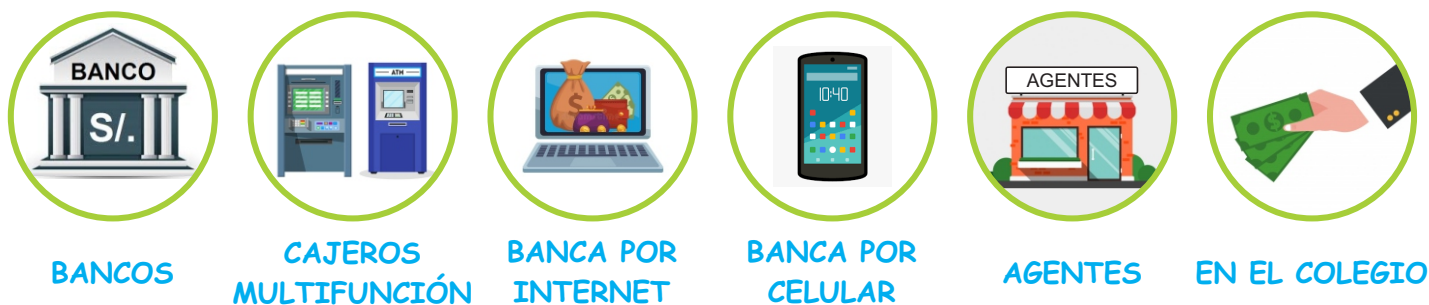 BANCO
S/.
ATM
10:40
AGENTES
BANCOS
CAJEROS
MULTIFUNCIÓN
BANCA POR
INTERNET
BANCA POR
CELULAR
AGENTES
EN EL COLEGIO